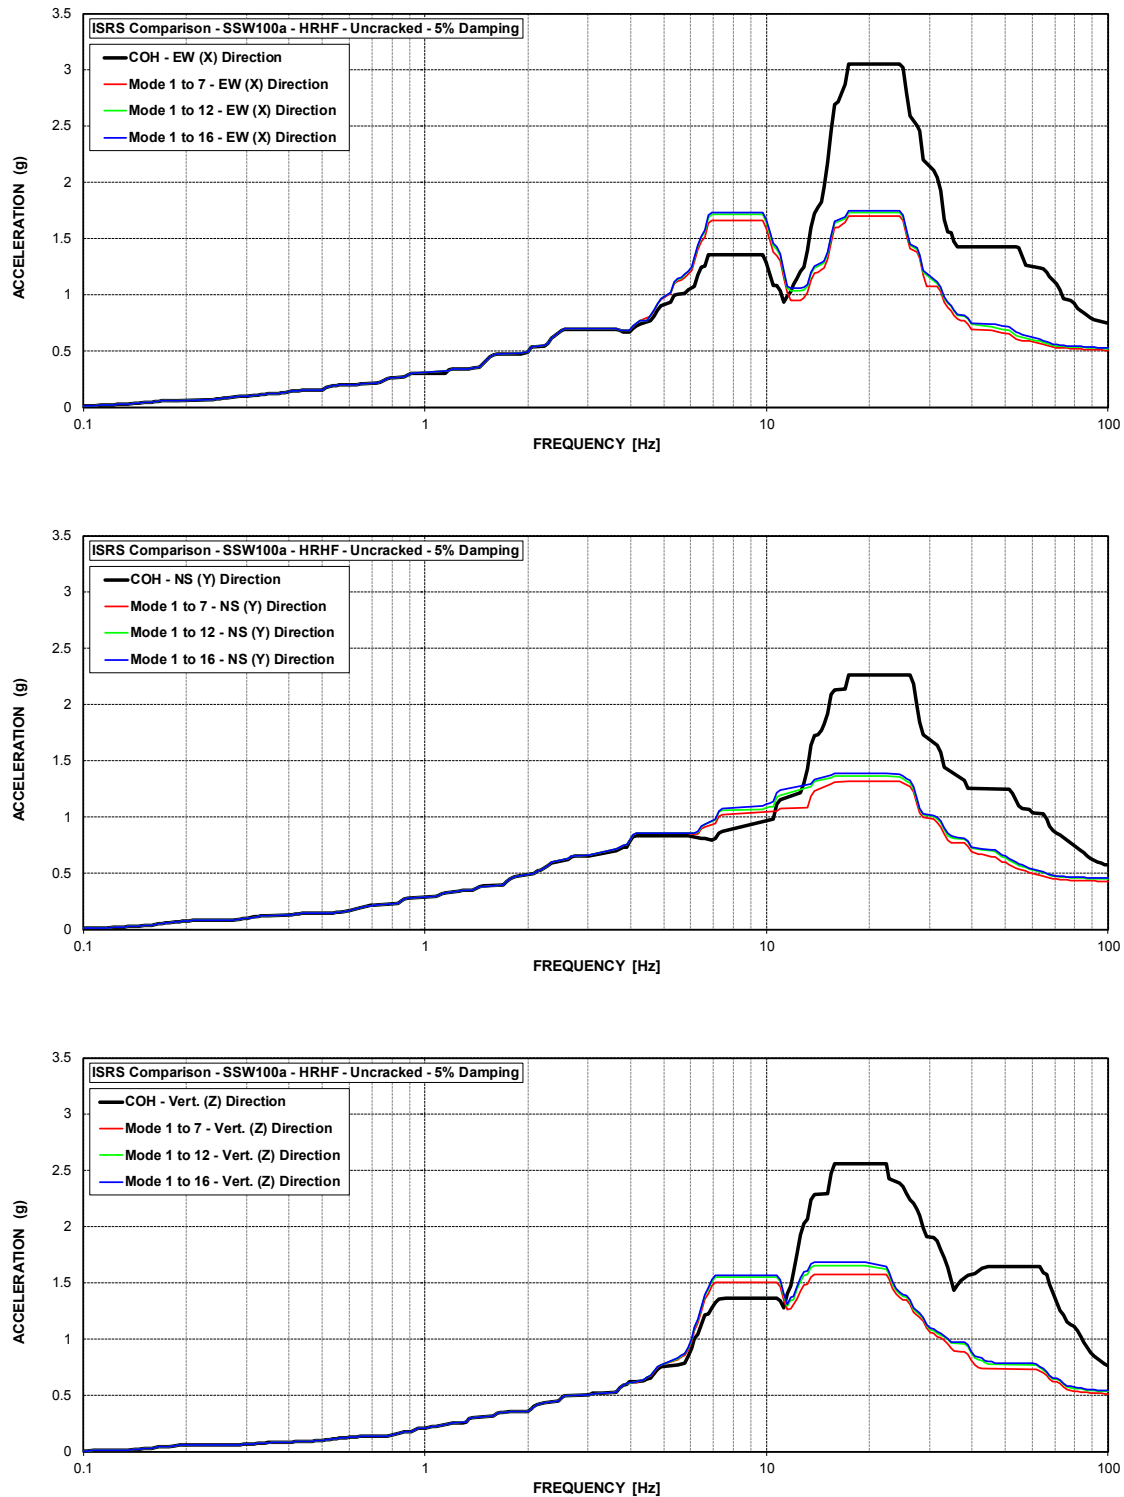 ISRS Comparison - SSW100a - HRHF - Uncracked - 5% Damping
COH - EW (X) Direction
Mode 1 to 7 - EW (X) Direction
Mode 1 to 12 - EW (X) Direction
Mode 1 to 16 - EW (X) Direction
3.5
3
2.5
2
1.5
1
0.5
0
ACCELERATION (g)
0.1 1 10 100
FREQUENCY [Hz]
ISRS Comparison - SSW100a - HRHF - Uncracked - 5% Damping
COH - NS (Y) Direction
Mode 1 to 7 - NS (Y) Direction
Mode 1 to 12 - NS (Y) Direction
Mode 1 to 16 - NS (Y) Direction
3.5
3
2.5
2
1.5
1
0.5
0
ACCELERATION (g)
0.1 1 10 100
FREQUENCY [Hz]
ISRS Comparison - SSW100a - HRHF - Uncracked - 5% Damping
COH - Vert. (Z) Direction
Mode 1 to 7 - Vert. (Z) Direction
Mode 1 to 12 - Vert. (Z) Direction
Mode 1 to 16 - Vert. (Z) Direction
3.5
3
2.5
2
1.5
1
0.5
0
ACCELERATION (g)
0.1 1 10 100
FREQUENCY [Hz]